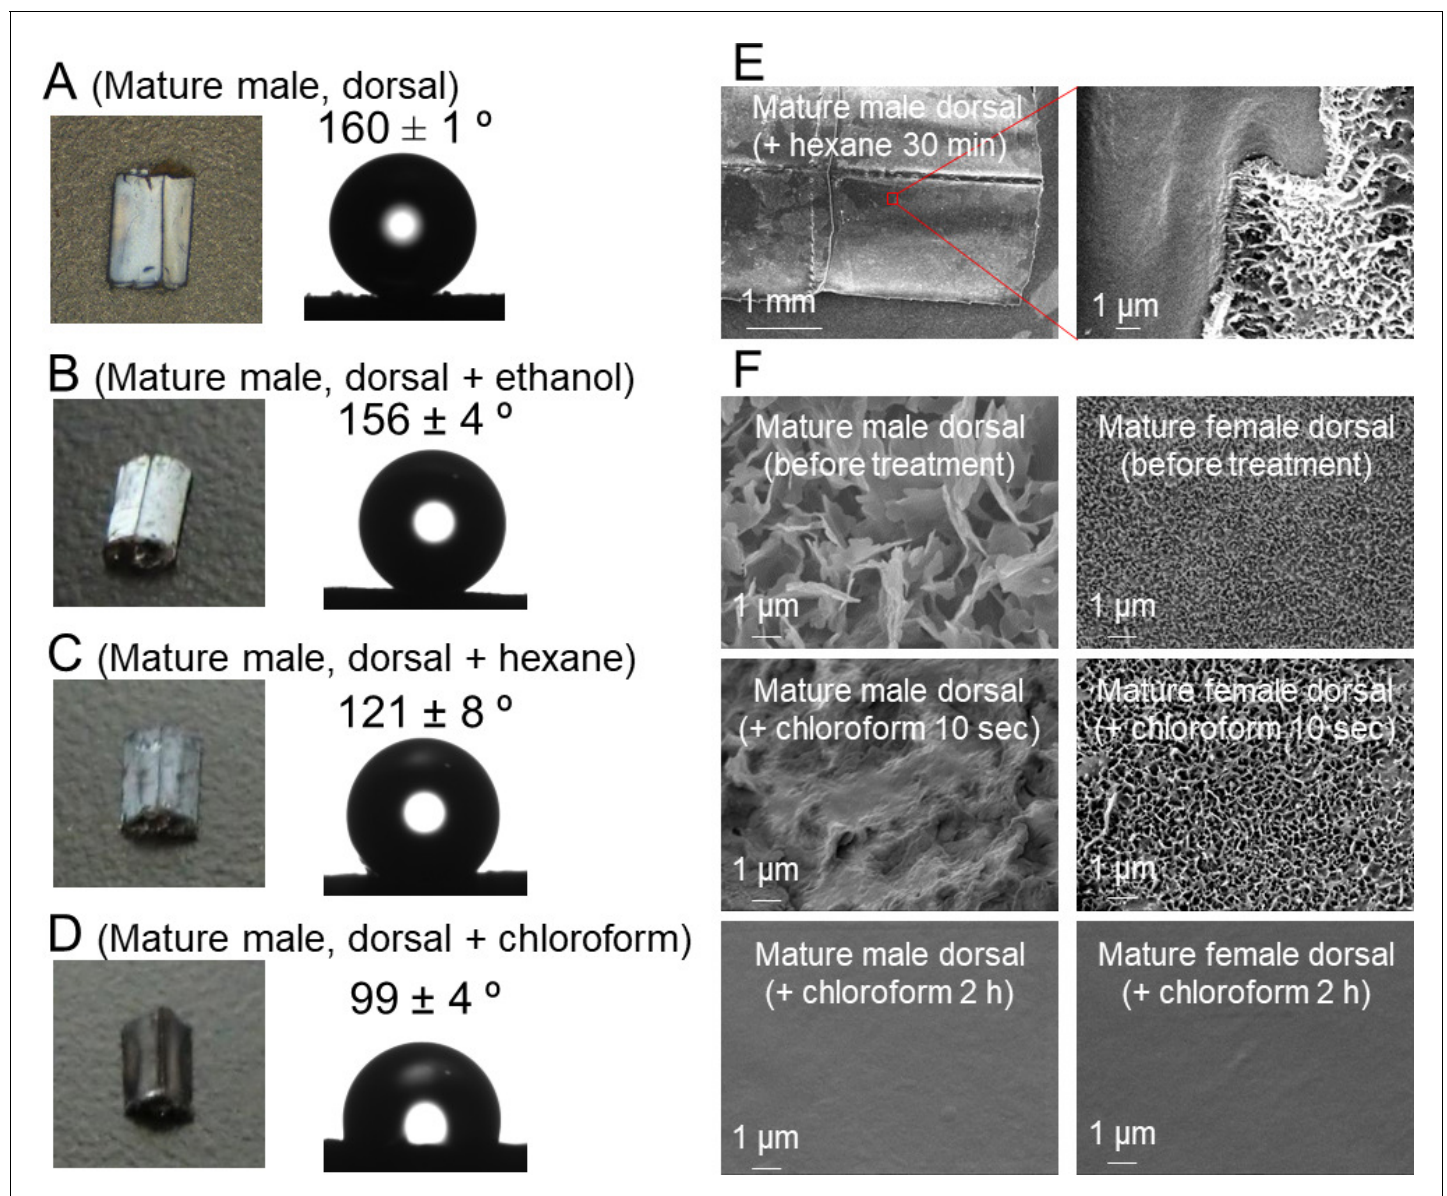 A (Mature male, dorsal)
160 ± 1 º
B (Mature male, dorsal + ethanol)
156 ± 4 º
C (Mature male, dorsal + hexane)
121 ± 8 º
D (Mature male, dorsal + chloroform)
99 ± 4 º
E
Mature male dorsal
(+ hexane 30 min)
1 mm
1 µm
F
Mature male dorsal
(before treatment)
1 µm
Mature female dorsal
(before treatment)
1 µm
Mature male dorsal
(+ chloroform 10 sec)
1 µm
Mature female dorsal
(+ chloroform 10 sec)
1 µm
Mature male dorsal
(+ chloroform 2 h)
1 µm
Mature female dorsal
(+ chloroform 2 h)
1 µm